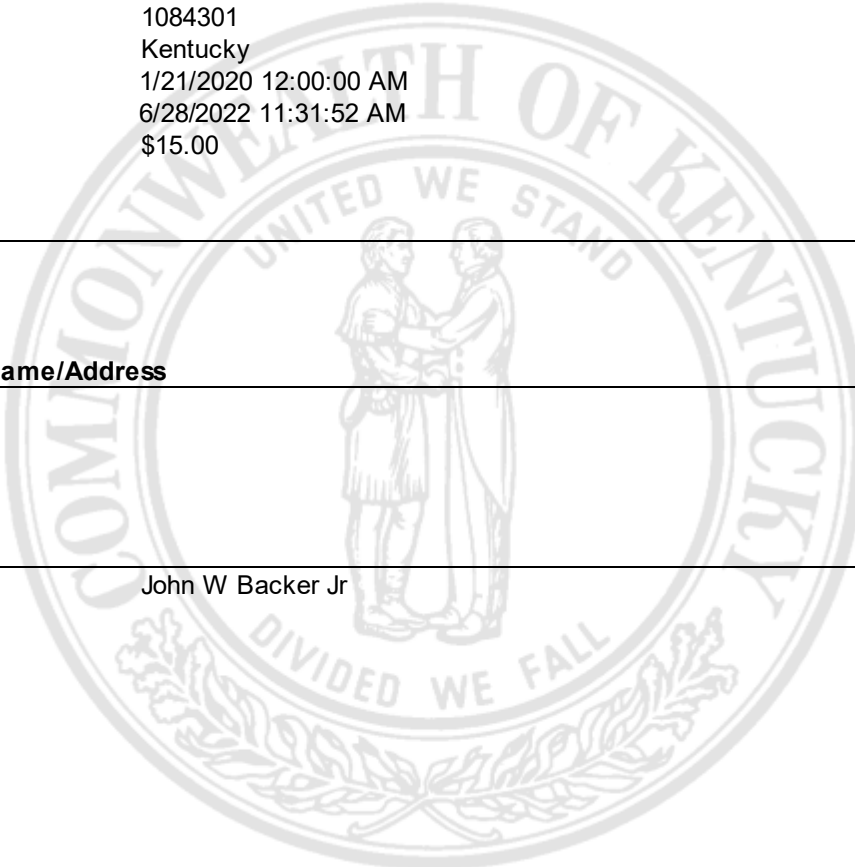 1084301
Kentucky
1/21/2020 12:00:00 AM
6/28/2022 11:31:52 AM
$15.00
COMMONWEALTH OF KENTUCKY
UNITED WE STAND
ame/Address
John W Backer Jr
DIVIDED WE FALL